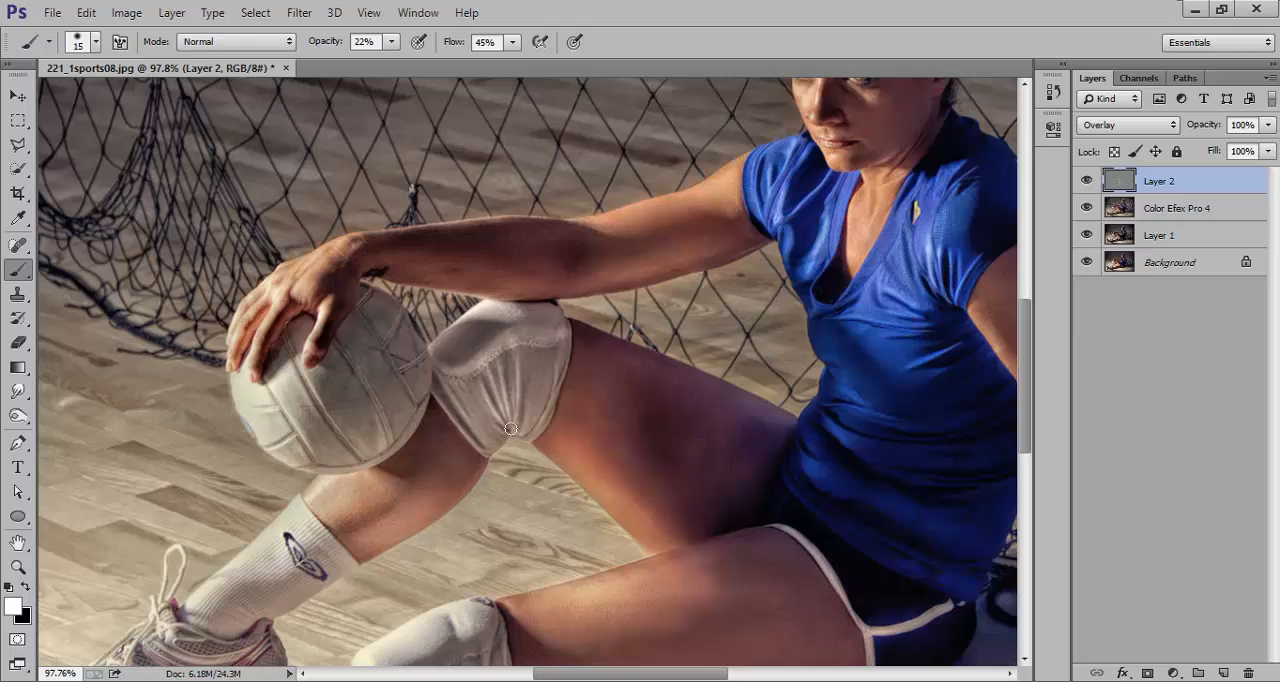 Ps File Edit Image Layer Type Select Filter 3D View Window Help
15 Mode: Normal Opacity: 22% Flow: 45% Essentials
221_1sports08.jpg @ 97.8% (Layer 2, RGB/8#) * ×
Layers Channels Paths
Kind
Overlay Opacity: 100%
Lock: Fill: 100%
Layer 2
Color Efex Pro 4
Layer 1
Background
97.76% Doc: 6.18M/24.3M